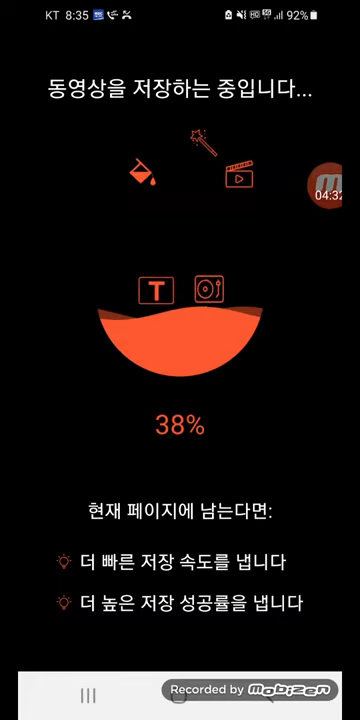 KT 8:35 92%
동영상을 저장하는 중입니다...
04:32
T
38%
현재 페이지에 남는다면:
더 빠른 저장 속도를 냅니다
더 높은 저장 성공률을 냅니다
Recorded by mobizen